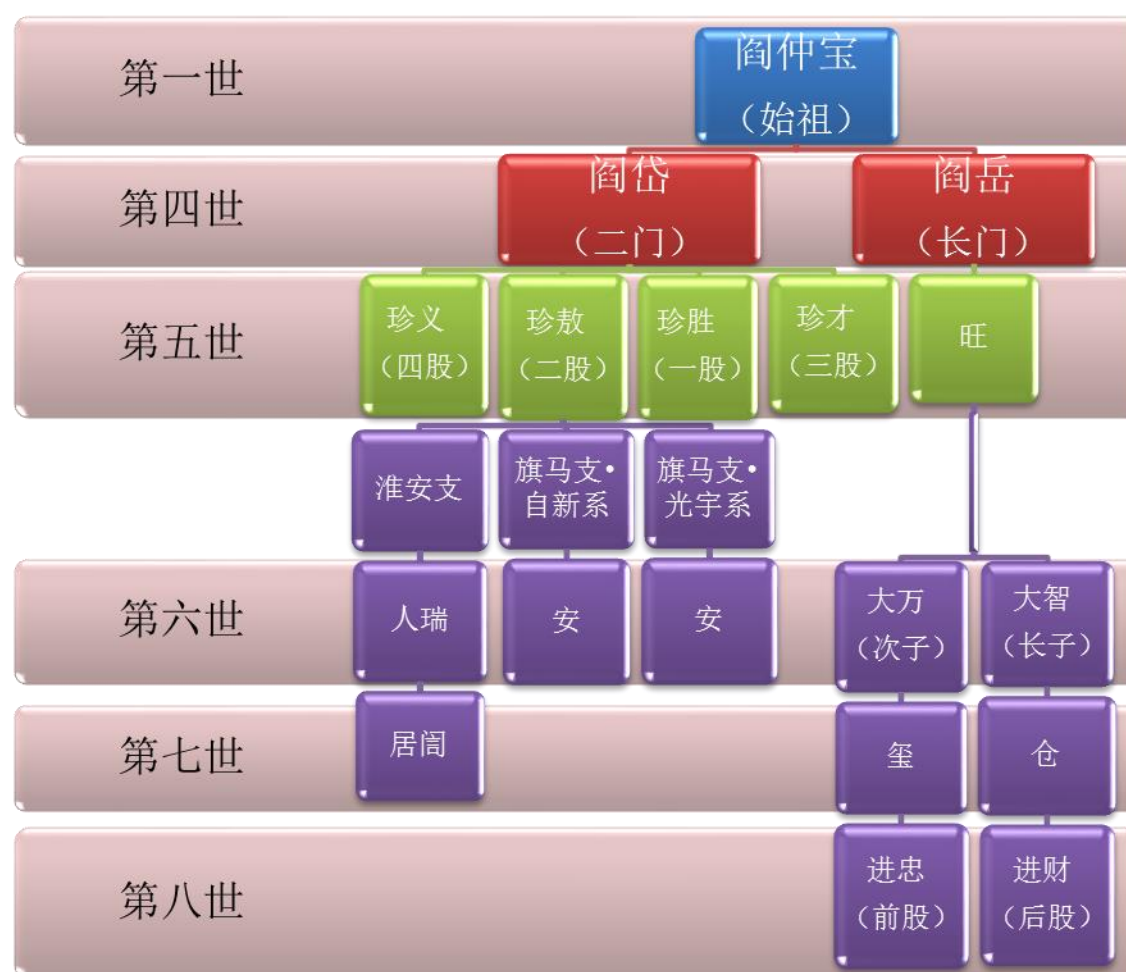 第一世
阎仲宝
（始祖）
第四世
阎岱
（二门）
阎岳
（长门）
第五世
珍义
（四股）
珍敖
（二股）
珍胜
（一股）
珍才
（三股）
旺
淮安支
旗马支•
自新系
旗马支•
光宇系
第六世
人瑞
安
安
大万
（次子）
大智
（长子）
第七世
居訚
玺
仓
第八世
进忠
（前股）
进财
（后股）